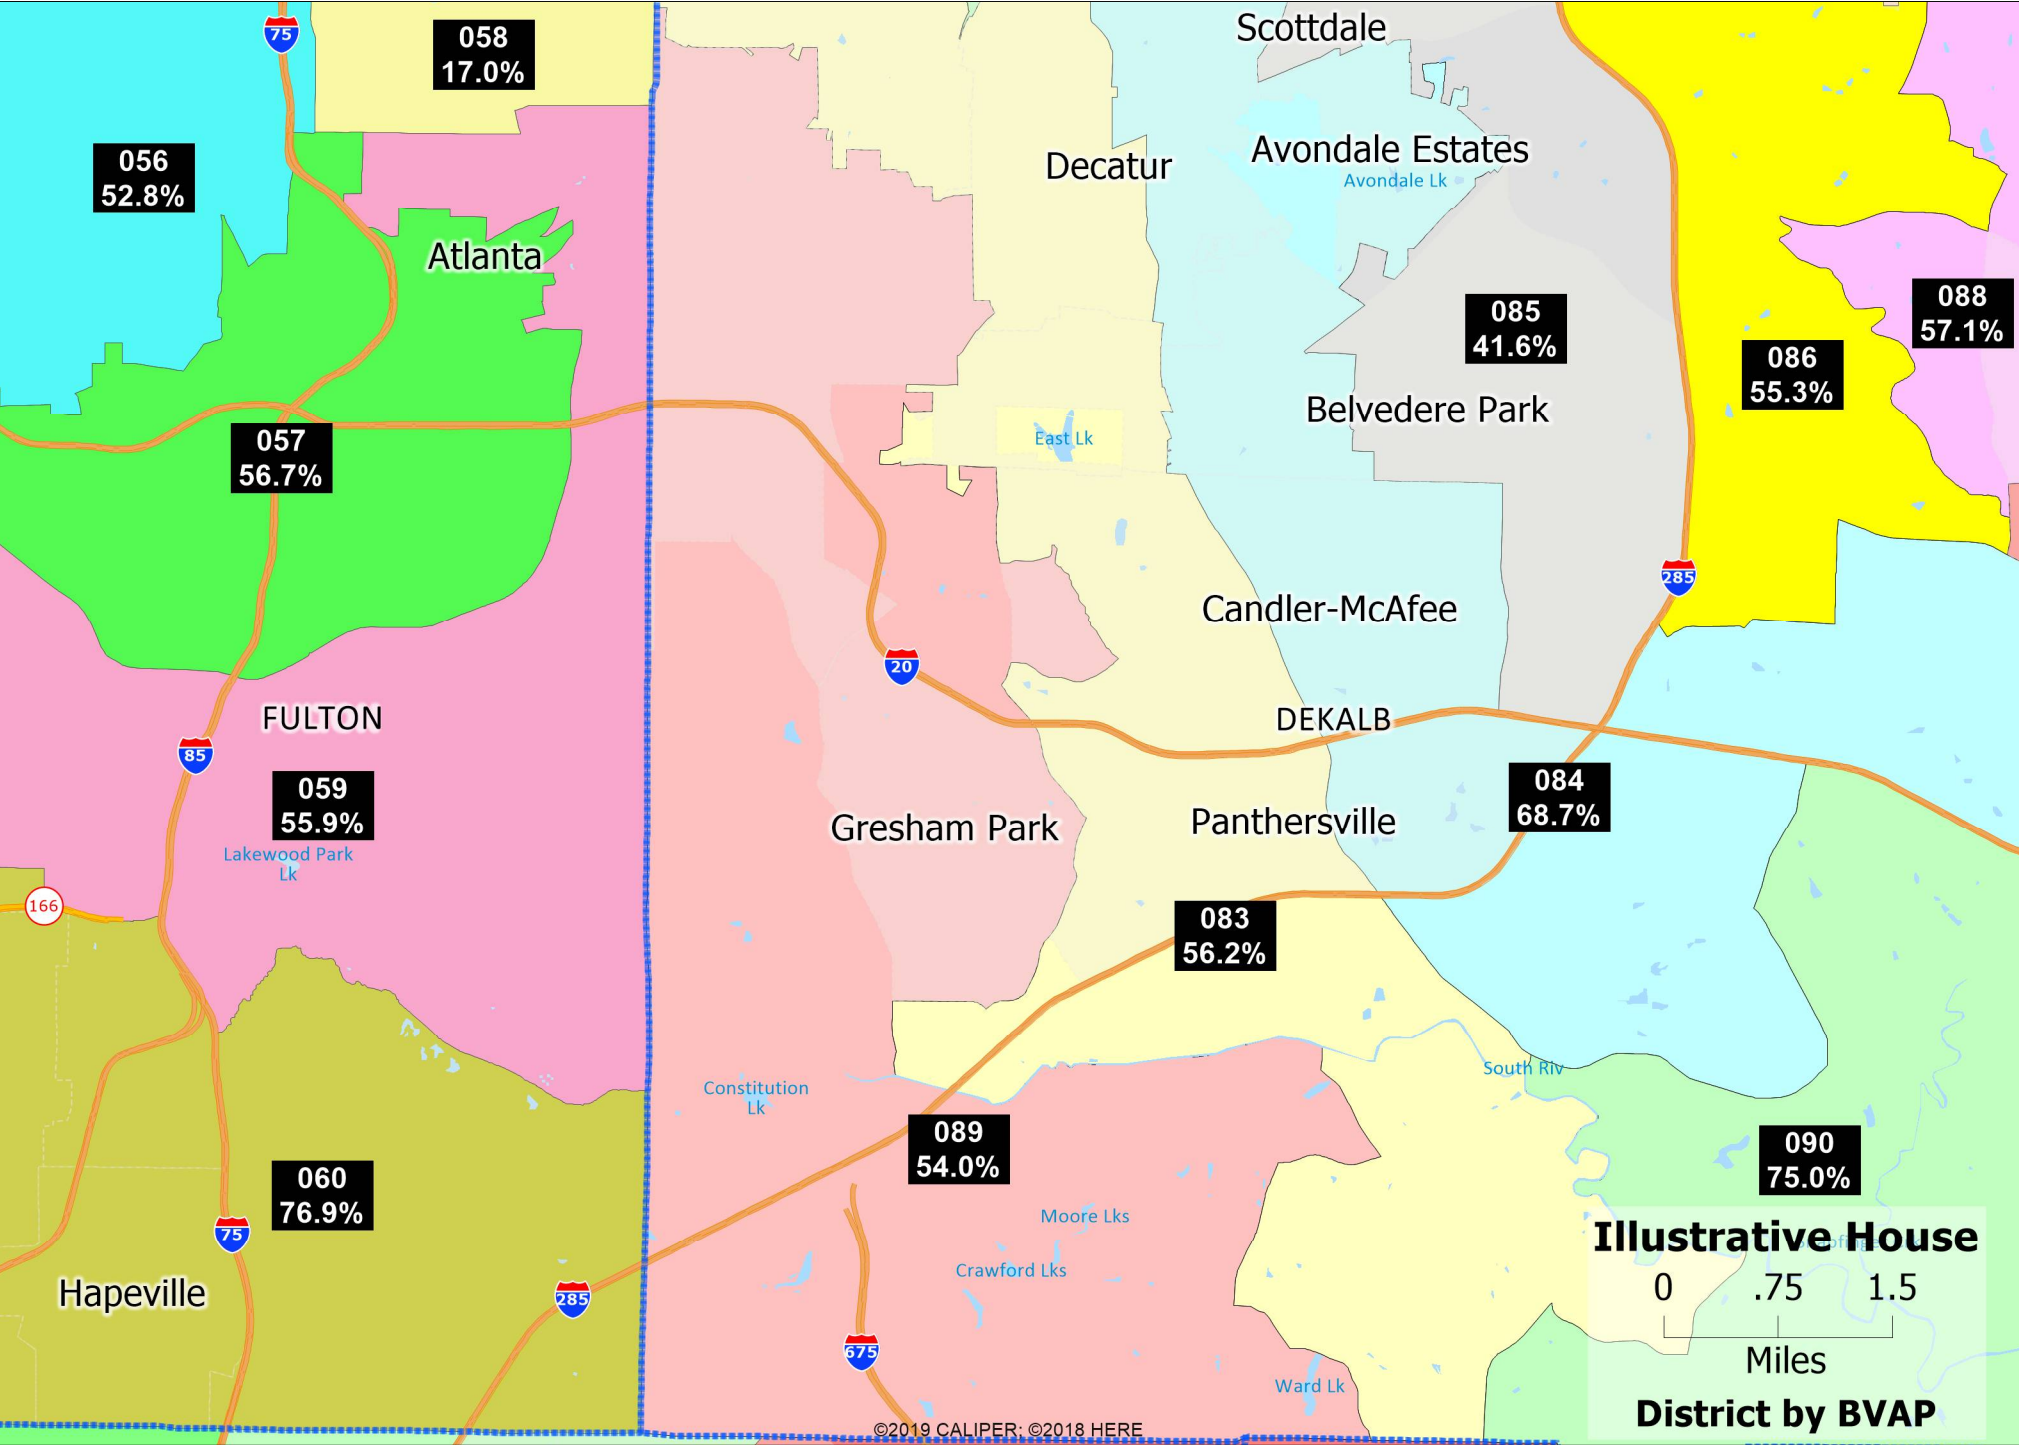 Scottdale
75
058
17.0%
056
52.8%
Avondale Estates
Decatur
Avondale Lk
Atlanta
085
41.6%
088
57.1%
086
55.3%
Belvedere Park
057
56.7%
East Lk
285
Candler-McAfee
20
FULTON
DEKALB
85
059
55.9%
084
68.7%
Gresham Park
Panthersville
Lakewood Park
Lk
166
083
56.2%
South Riv
Constitution
Lk
089
54.0%
090
75.0%
060
76.9%
Moore Lks
75
Illustrative House
Crawford Lks
Hapeville
285
0 .75 1.5
675
Miles
Ward Lk
District by BVAP
©2019 CALIPER; ©2018 HERE